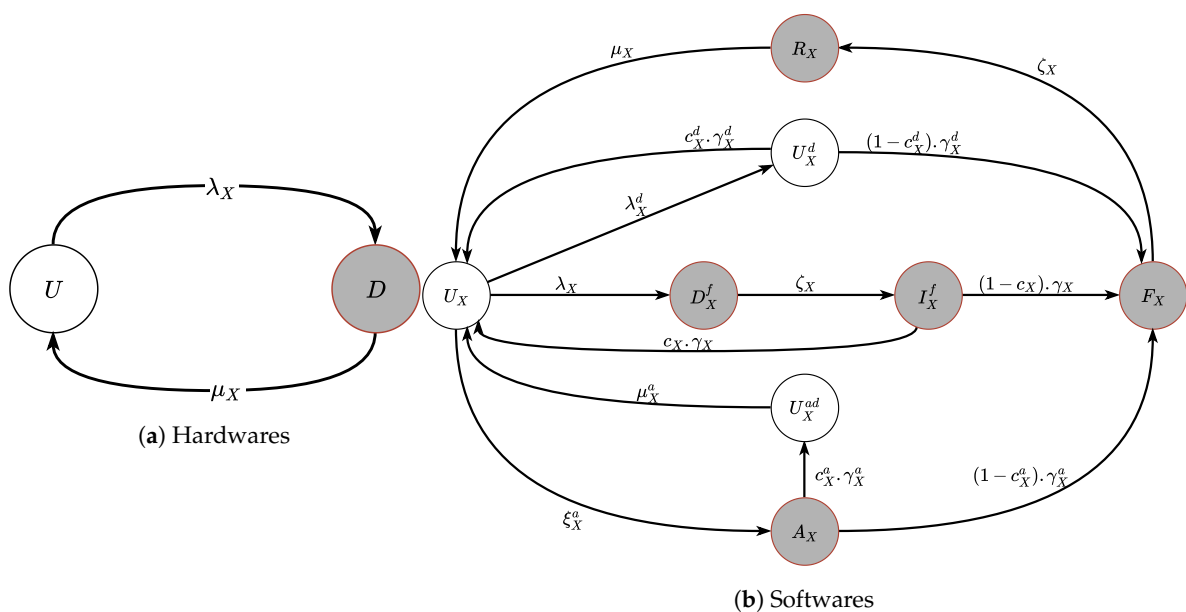 μ_X
R_X
ζ_X
c_X^d.γ_X^d
U_X^d
(1−c_X^d).γ_X^d
λ_X
λ_X^d
U
D
U_X
λ_X
D_X^f
ζ_X
I_X^f
(1−c_X).γ_X
F_X
c_X.γ_X
μ_X
μ_X^a
U_X^{ad}
(a) Hardwares
c_X^a.γ_X^a
(1−c_X^a).γ_X^a
ξ_X^a
A_X
(b) Softwares